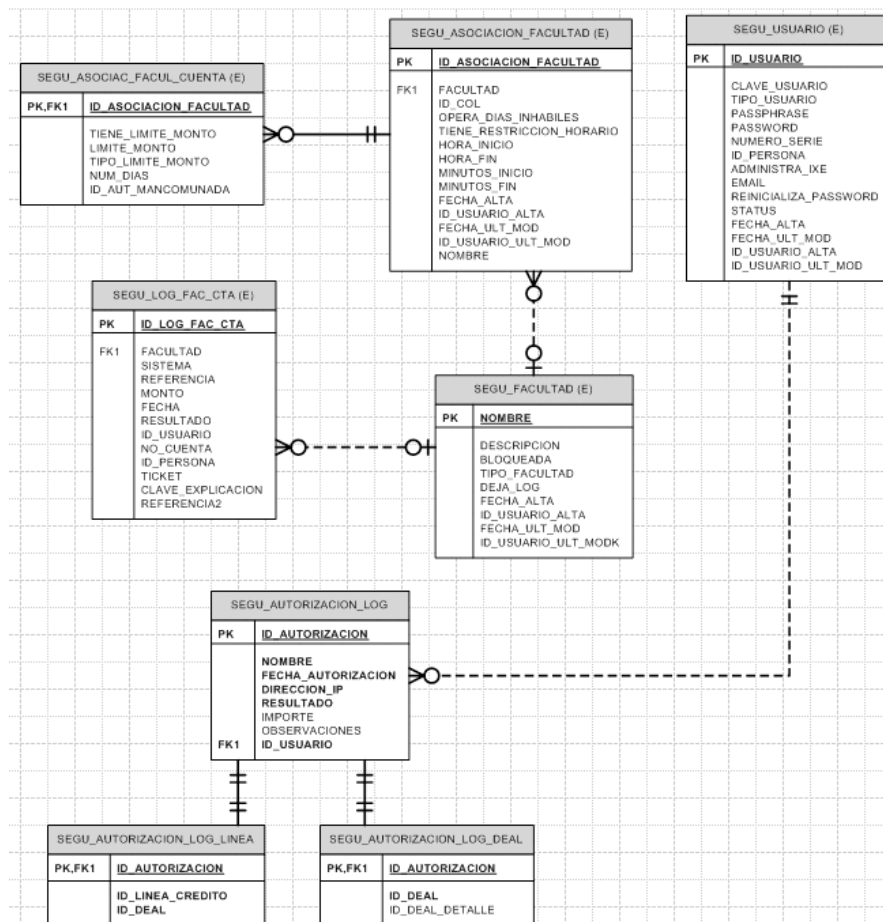 SEGU_ASOCIACION_FACULTAD (E)
PK ID_ASOCIACION_FACULTAD
FK1 FACULTAD
ID_COL
OPERA_DIAS_INHABILES
TIENE_RESTRICCION_HORARIO
HORA_INICIO
HORA_FIN
MINUTOS_INICIO
MINUTOS_FIN
FECHA_ALTA
ID_USUARIO_ALTA
FECHA_ULT_MOD
ID_USUARIO_ULT_MOD
NOMBRE
SEGU_USUARIO (E)
PK ID_USUARIO
CLAVE_USUARIO
TIPO_USUARIO
PASSPHRASE
PASSWORD
NUMERO_SERIE
ID_PERSONA
ADMINISTRA_IXE
EMAIL
REINICIALIZA_PASSWORD
STATUS
FECHA_ALTA
FECHA_ULT_MOD
ID_USUARIO_ALTA
ID_USUARIO_ULT_MOD
SEGU_ASOCIAC_FACUL_CUENTA (E)
PK,FK1 ID_ASOCIACION_FACULTAD
TIENE_LIMITE_MONTO
LIMITE_MONTO
TIPO_LIMITE_MONTO
NUM_DIAS
ID_AUT_MANCOMUNADA
SEGU_LOG_FAC_CTA (E)
PK ID_LOG_FAC_CTA
FK1 FACULTAD
SISTEMA
REFERENCIA
MONTO
FECHA
RESULTADO
ID_USUARIO
NO_CUENTA
ID_PERSONA
TICKET
CLAVE_EXPLICACION
REFERENCIA2
SEGU_FACULTAD (E)
PK NOMBRE
DESCRIPCION
BLOQUEADA
TIPO_FACULTAD
DEJA_LOG
FECHA_ALTA
ID_USUARIO_ALTA
FECHA_ULT_MOD
ID_USUARIO_ULT_MODK
SEGU_AUTORIZACION_LOG
PK ID_AUTORIZACION
NOMBRE
FECHA_AUTORIZACION
DIRECCION_IP
RESULTADO
IMPORTE
OBSERVACIONES
FK1 ID_USUARIO
SEGU_AUTORIZACION_LOG_LINEA
PK,FK1 ID_AUTORIZACION
ID_LINEA_CREDITO
ID_DEAL
SEGU_AUTORIZACION_LOG_DEAL
PK,FK1 ID_AUTORIZACION
ID_DEAL
ID_DEAL_DETALLE